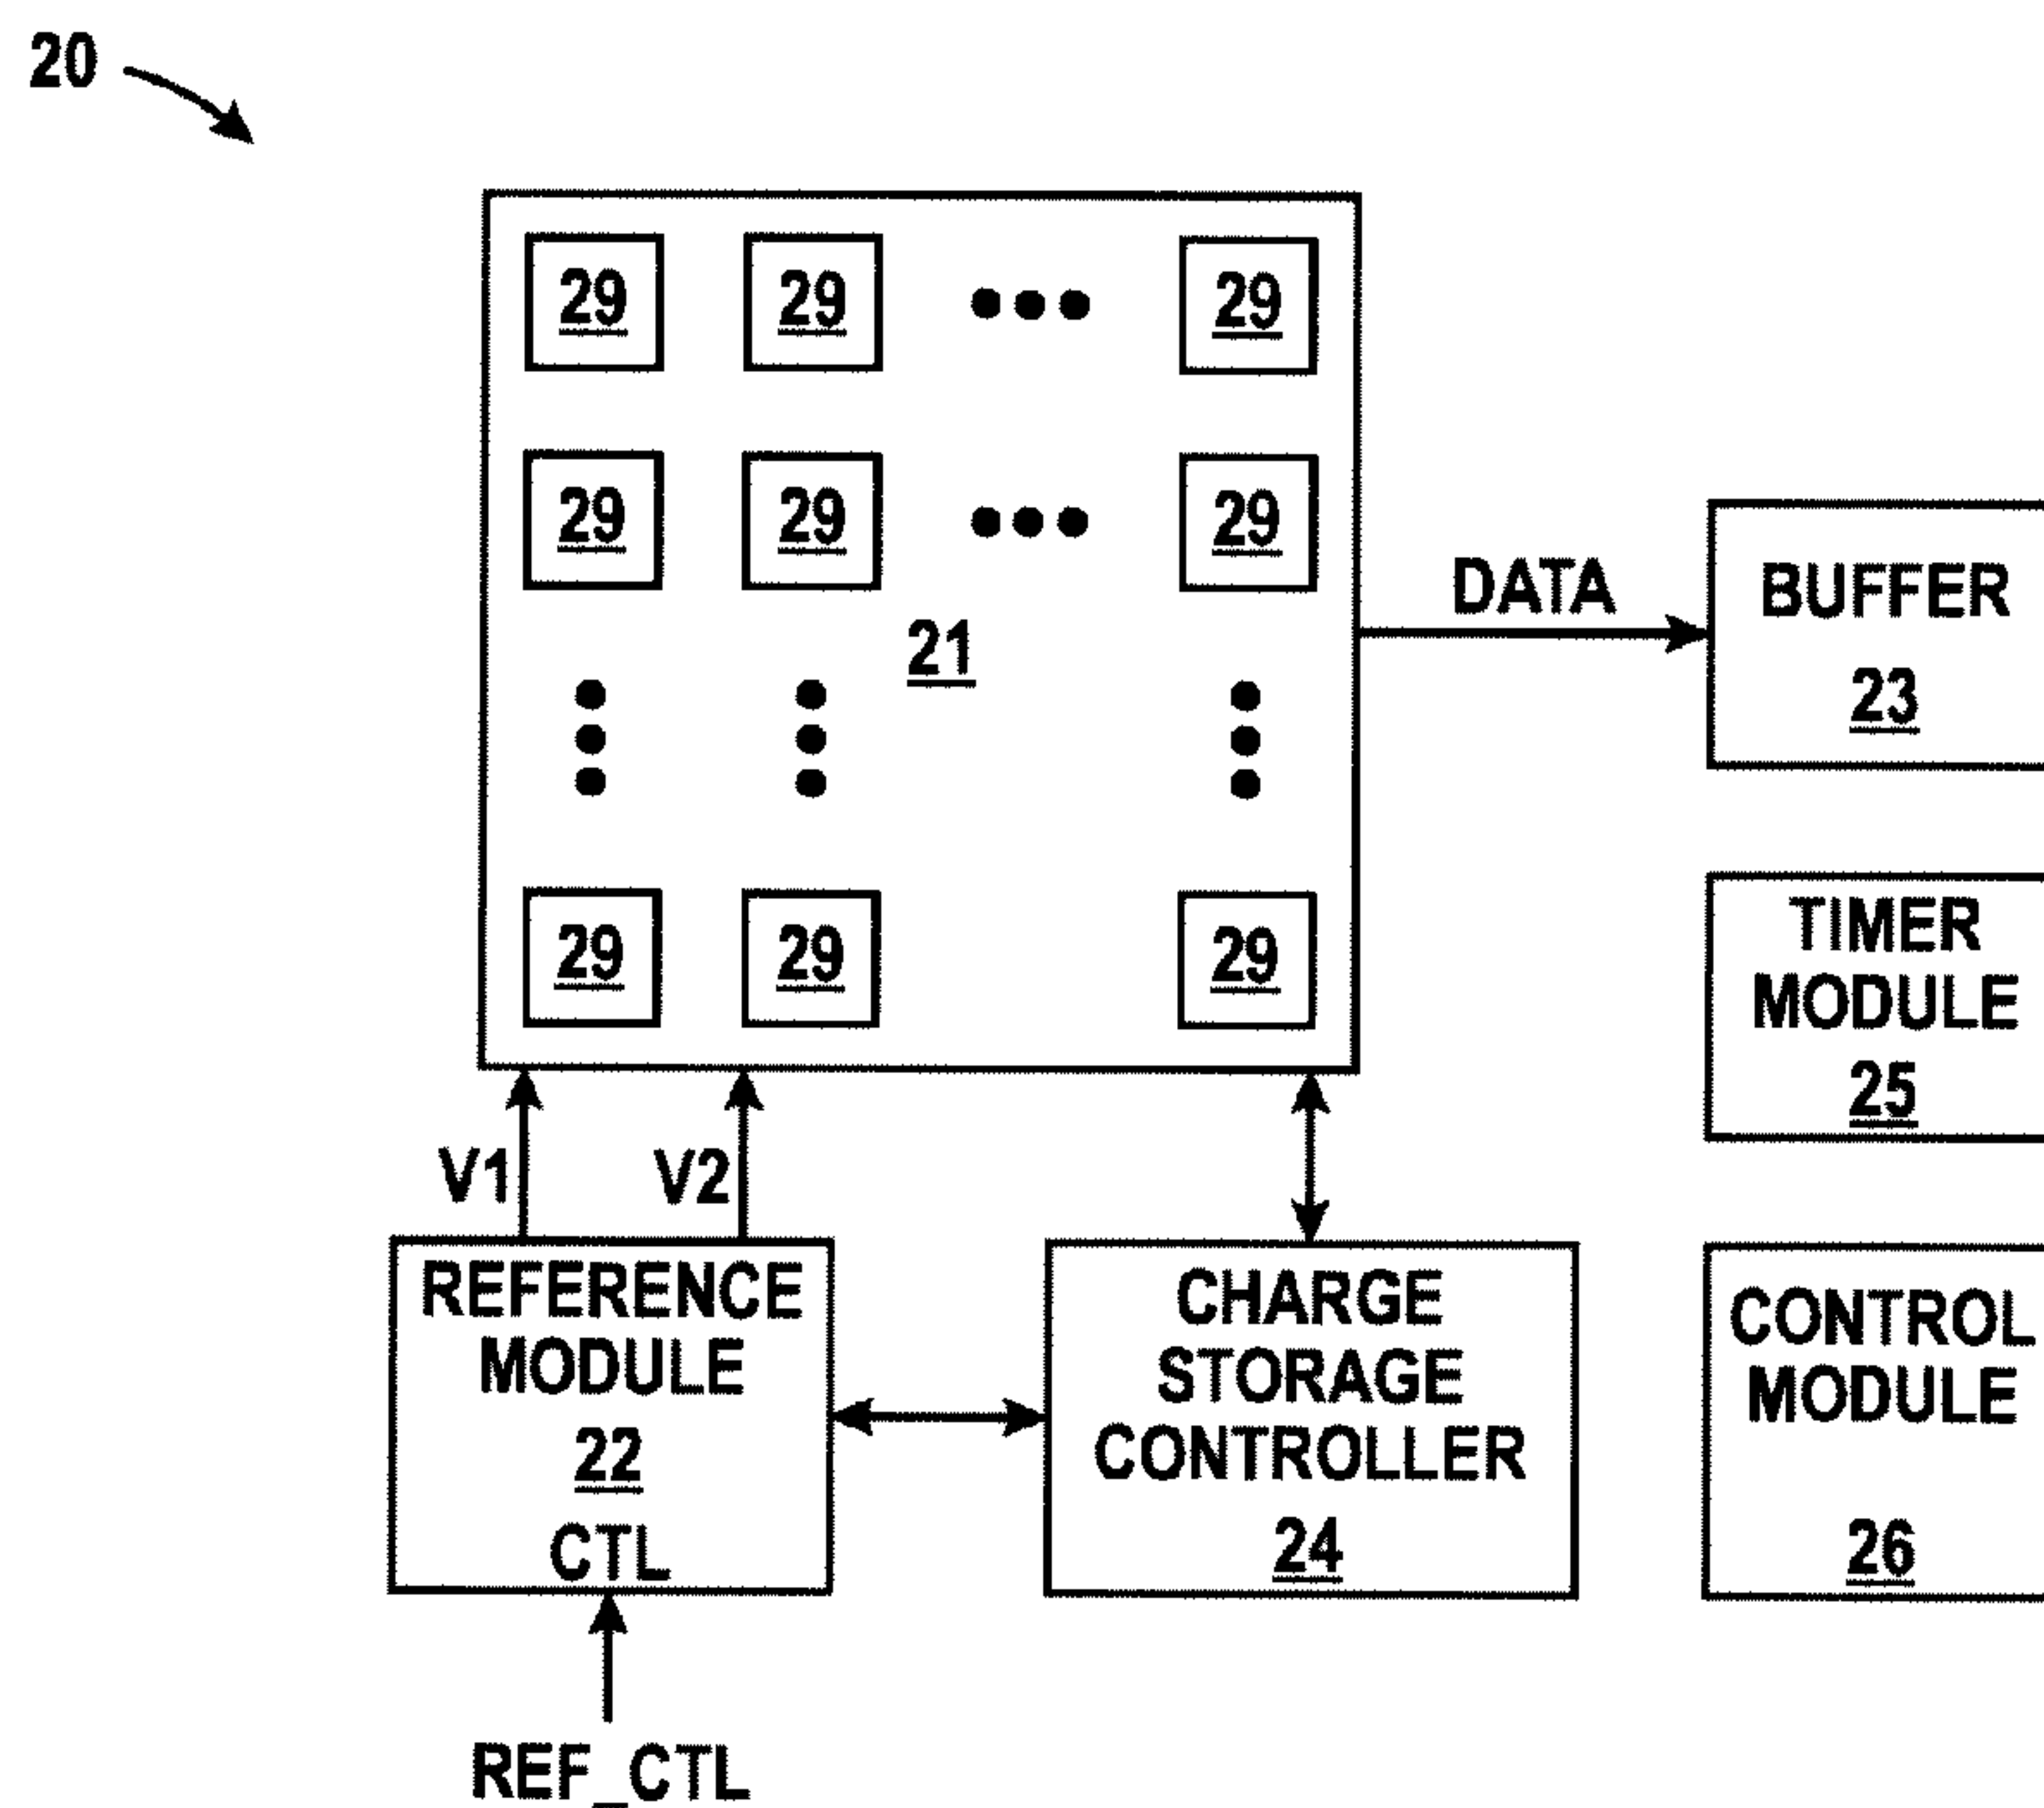 20
29 29 29
29 29 29
21
DATA
BUFFER
23
29 29 29
TIMER
MODULE
25
V1 V2
REFERENCE
MODULE
22
CTL
CHARGE
STORAGE
CONTROLLER
24
CONTROL
MODULE
26
REF_CTL